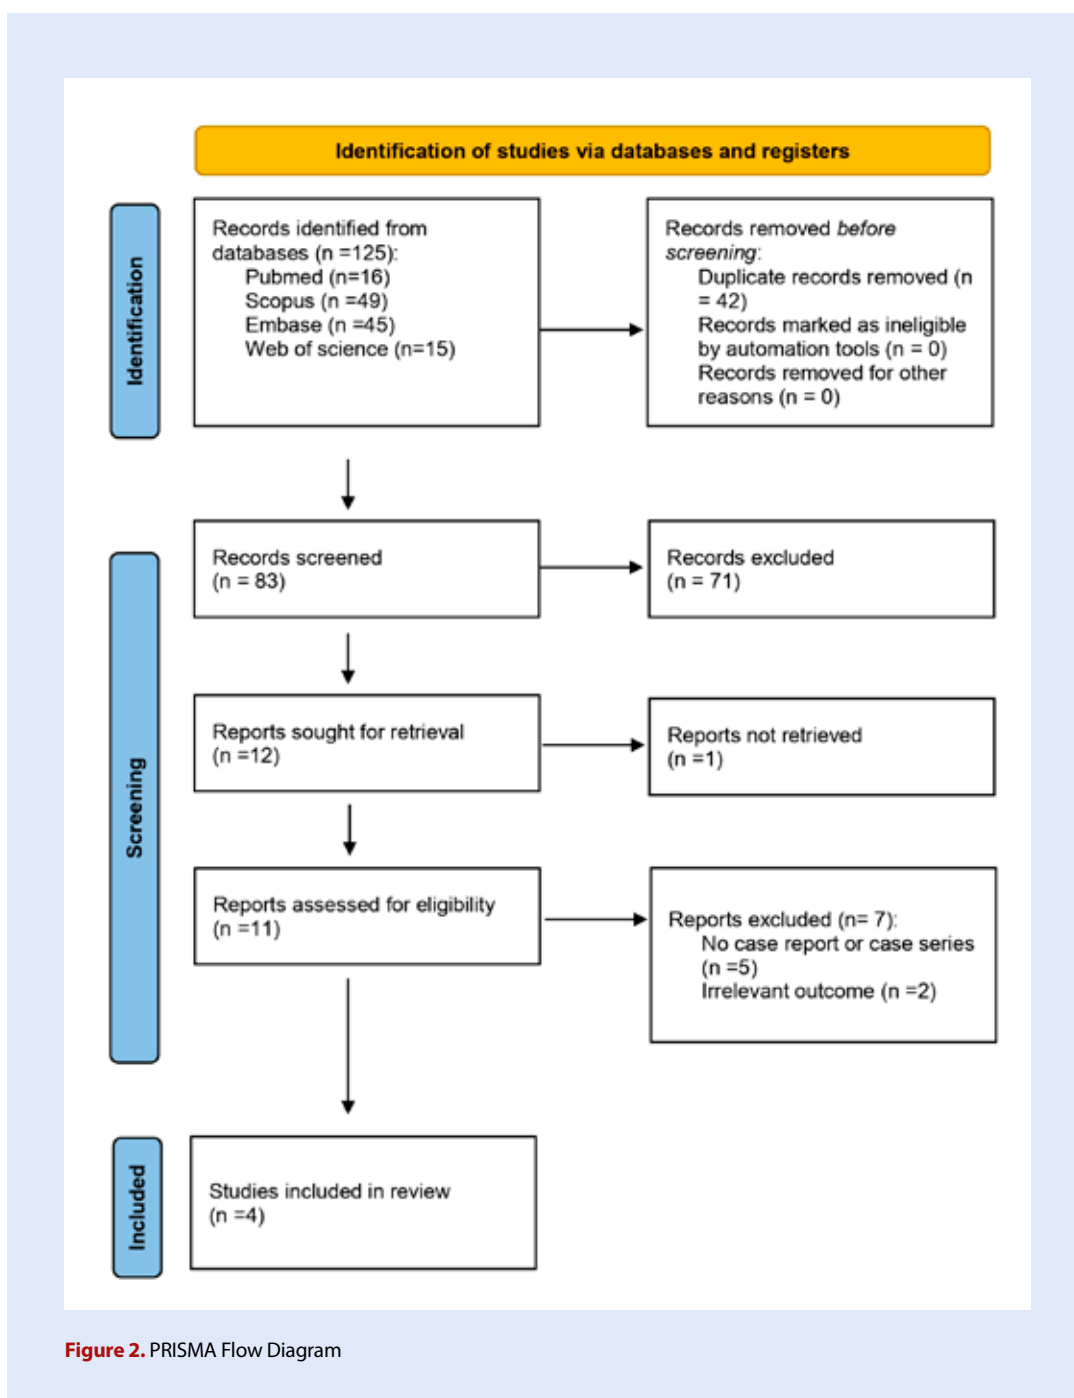 Identification of studies via databases and registers
Identification
Records identified from
databases (n =125):
Pubmed (n=16)
Scopus (n =49)
Embase (n =45)
Web of science (n=15)
Records removed before
screening:
Duplicate records removed (n
= 42)
Records marked as ineligible
by automation tools (n = 0)
Records removed for other
reasons (n = 0)
Screening
Records screened
(n = 83)
Records excluded
(n = 71)
Reports sought for retrieval
(n =12)
Reports not retrieved
(n =1)
Reports assessed for eligibility
(n =11)
Reports excluded (n= 7):
No case report or case series
(n =5)
Irrelevant outcome (n =2)
Included
Studies included in review
(n =4)
Figure 2. PRISMA Flow Diagram